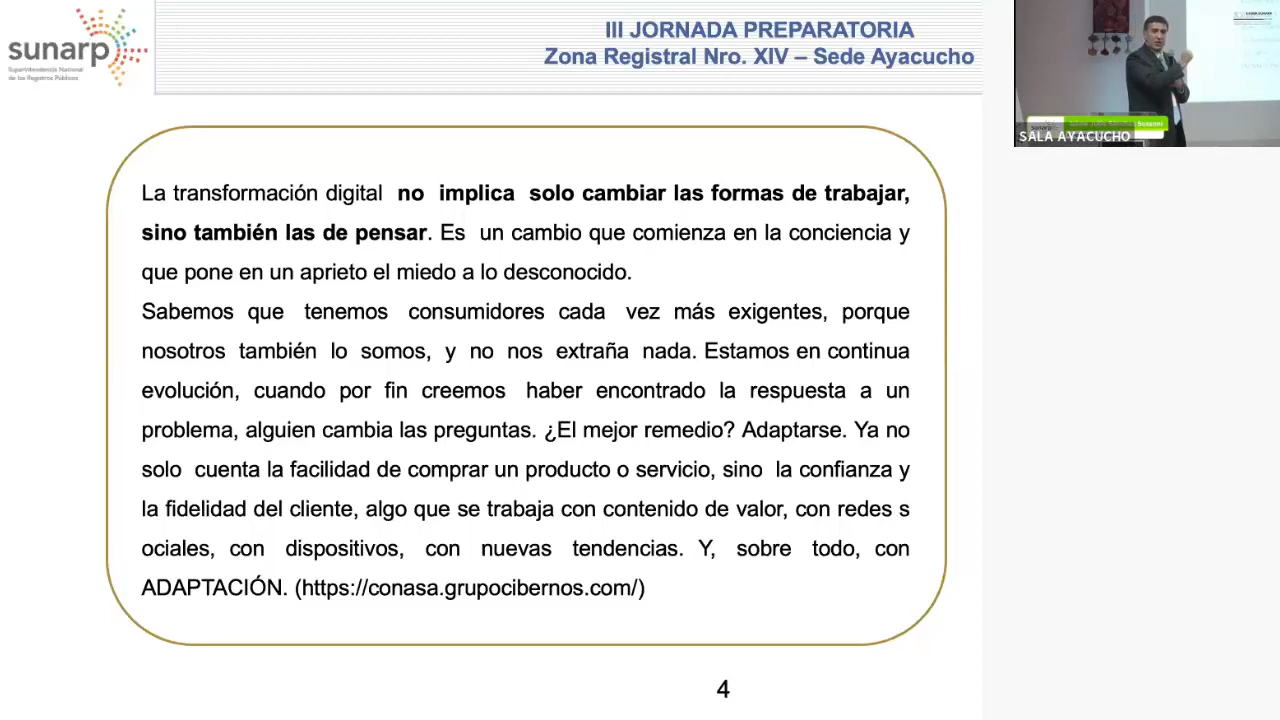 sunarp
Superintendencia Nacional
de los Registros Públicos
III JORNADA PREPARATORIA
Zona Registral Nro. XIV – Sede Ayacucho
La transformación digital no implica solo cambiar las formas de trabajar,
sino también las de pensar. Es un cambio que comienza en la conciencia y
que pone en un aprieto el miedo a lo desconocido.
Sabemos que tenemos consumidores cada vez más exigentes, porque
nosotros también lo somos, y no nos extraña nada. Estamos en continua
evolución, cuando por fin creemos haber encontrado la respuesta a un
problema, alguien cambia las preguntas. ¿El mejor remedio? Adaptarse. Ya no
solo cuenta la facilidad de comprar un producto o servicio, sino la confianza y
la fidelidad del cliente, algo que se trabaja con contenido de valor, con redes s
ociales, con dispositivos, con nuevas tendencias. Y, sobre todo, con
ADAPTACIÓN. (https://conasa.grupocibernos.com/)
4
sunarp
SALA AYACUCHO